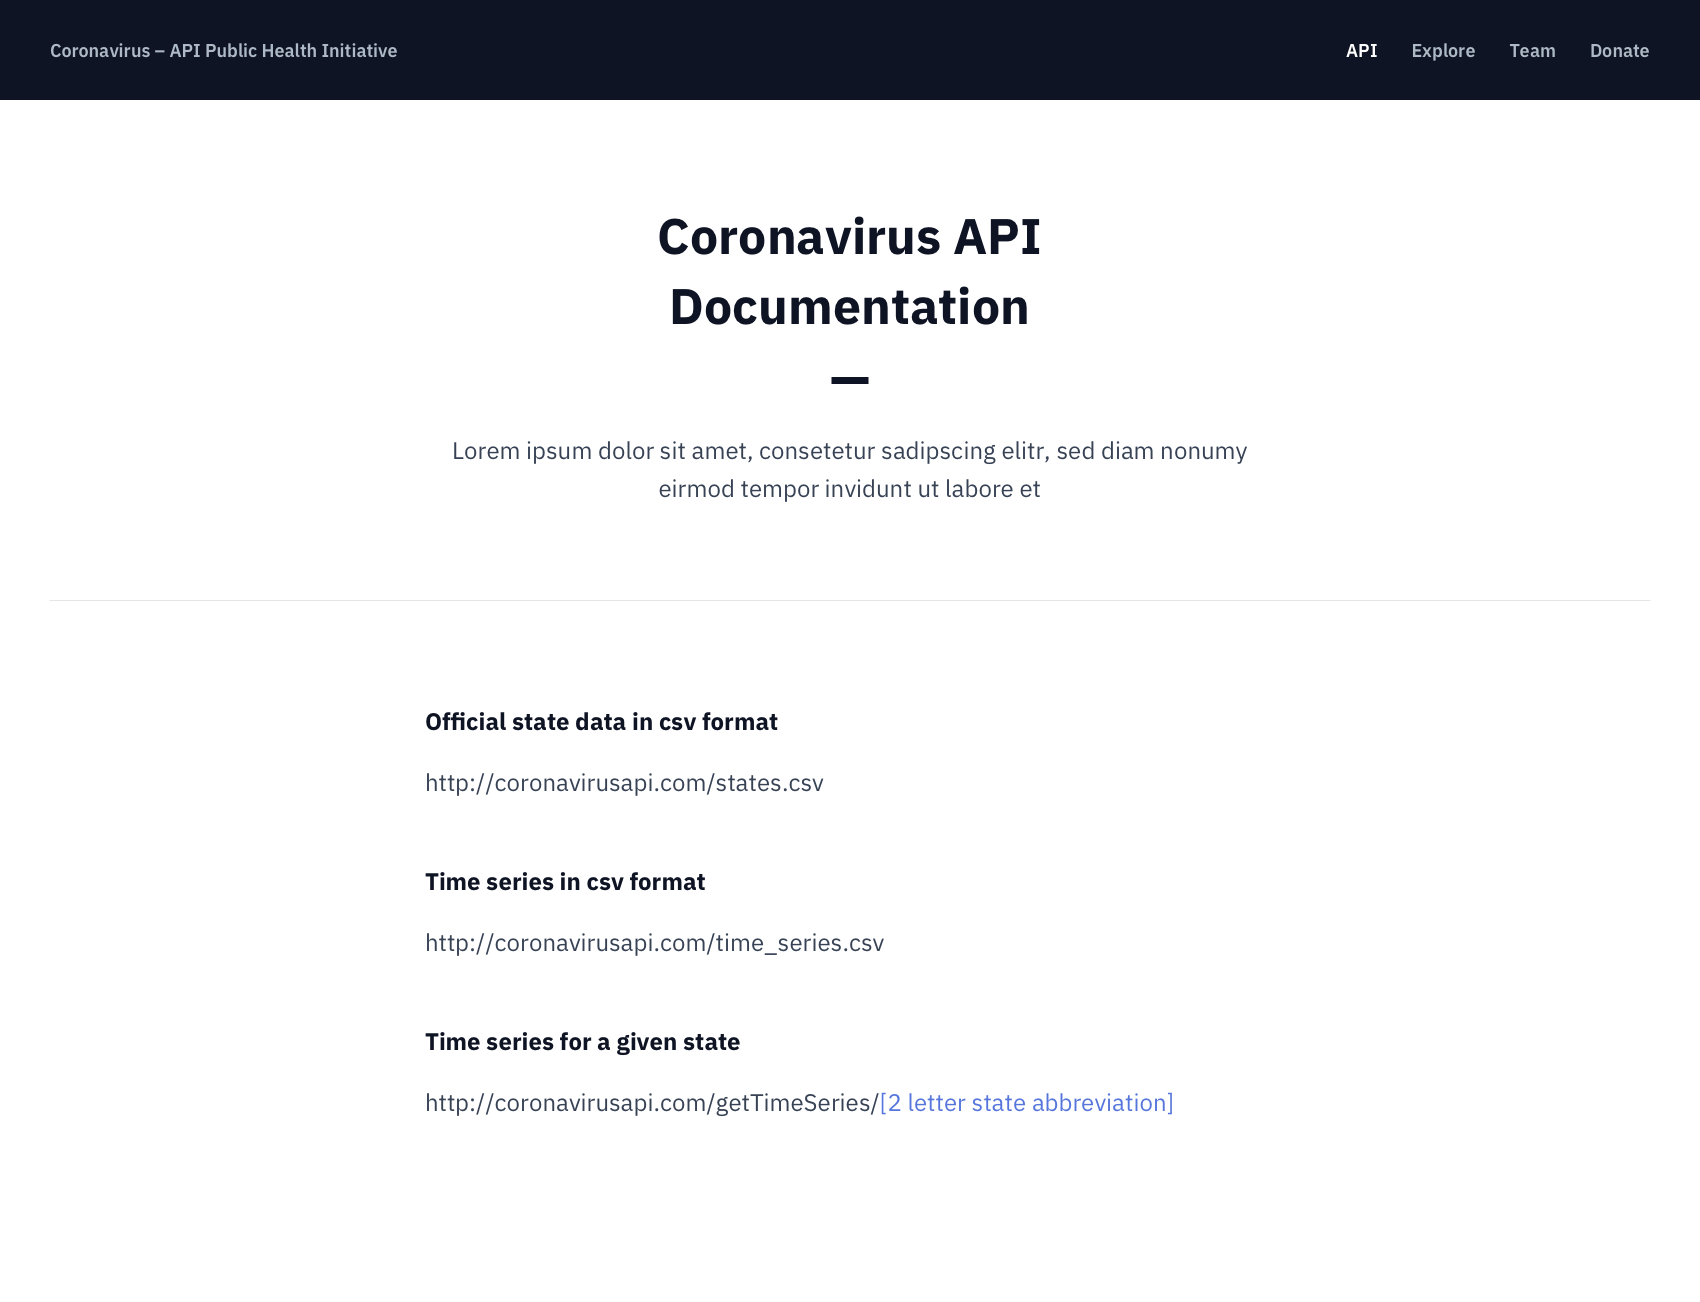 Coronavirus – API Public Health Initiative
API Explore Team Donate
Coronavirus API
Documentation
—
Lorem ipsum dolor sit amet, consetetur sadipscing elitr, sed diam nonumy
eirmod tempor invidunt ut labore et
Official state data in csv format
http://coronavirusapi.com/states.csv
Time series in csv format
http://coronavirusapi.com/time_series.csv
Time series for a given state
http://coronavirusapi.com/getTimeSeries/[2 letter state abbreviation]